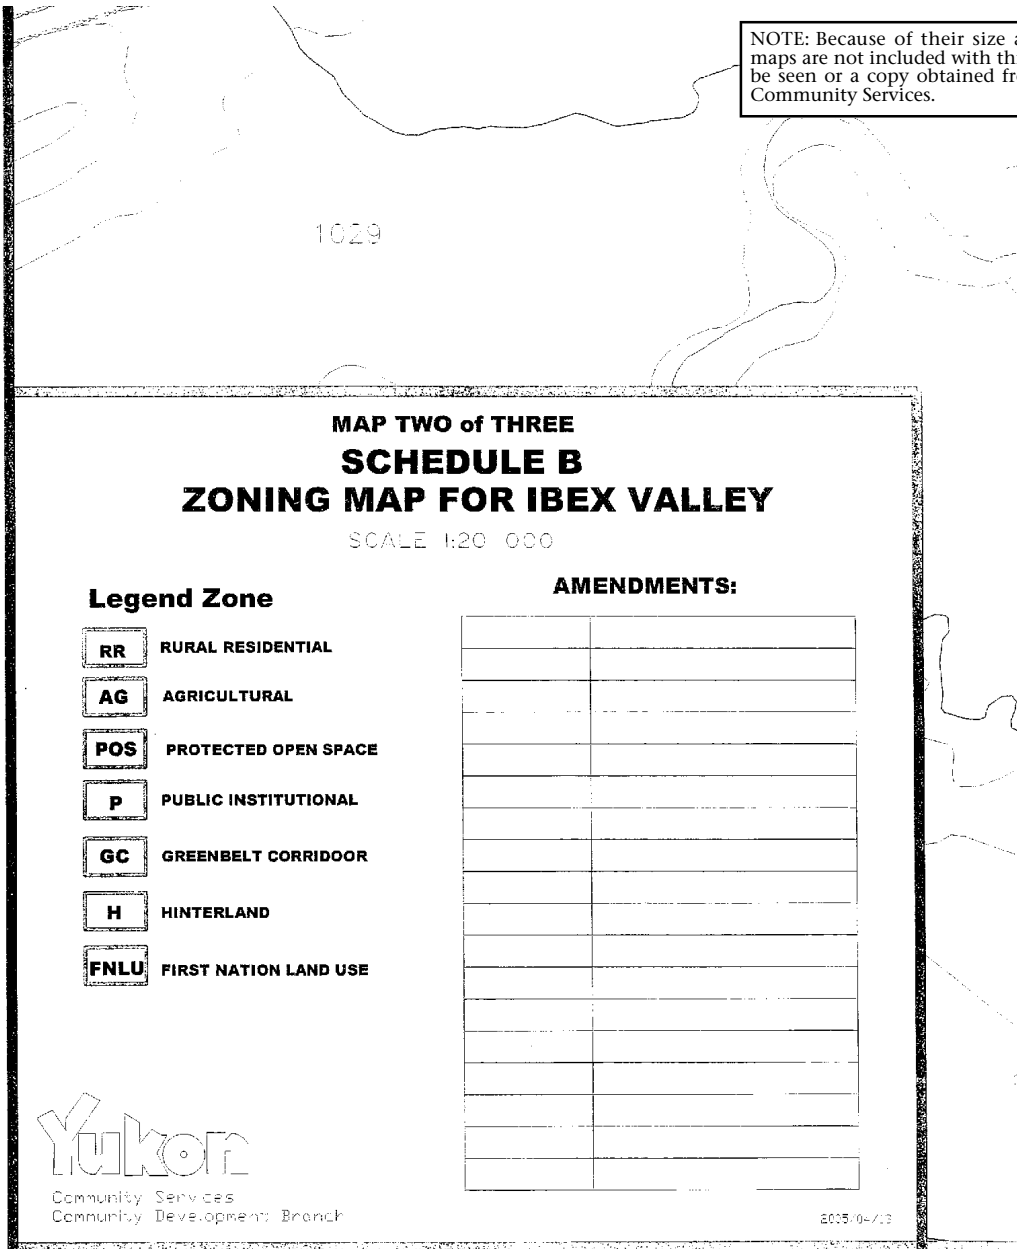 NOTE: Because of their size
maps are not included with
be seen or a copy obtained
Community Services.
1029
MAP TWO of THREE
SCHEDULE B
ZONING MAP FOR IBEX VALLEY
SCALE 1:20 000
Legend Zone
AMENDMENTS:
RR RURAL RESIDENTIAL
AG AGRICULTURAL
POS PROTECTED OPEN SPACE
P PUBLIC INSTITUTIONAL
GC GREENBELT CORRIDOOR
H HINTERLAND
FNLU FIRST NATION LAND USE
Yukon
Community Services
Community Development Branch